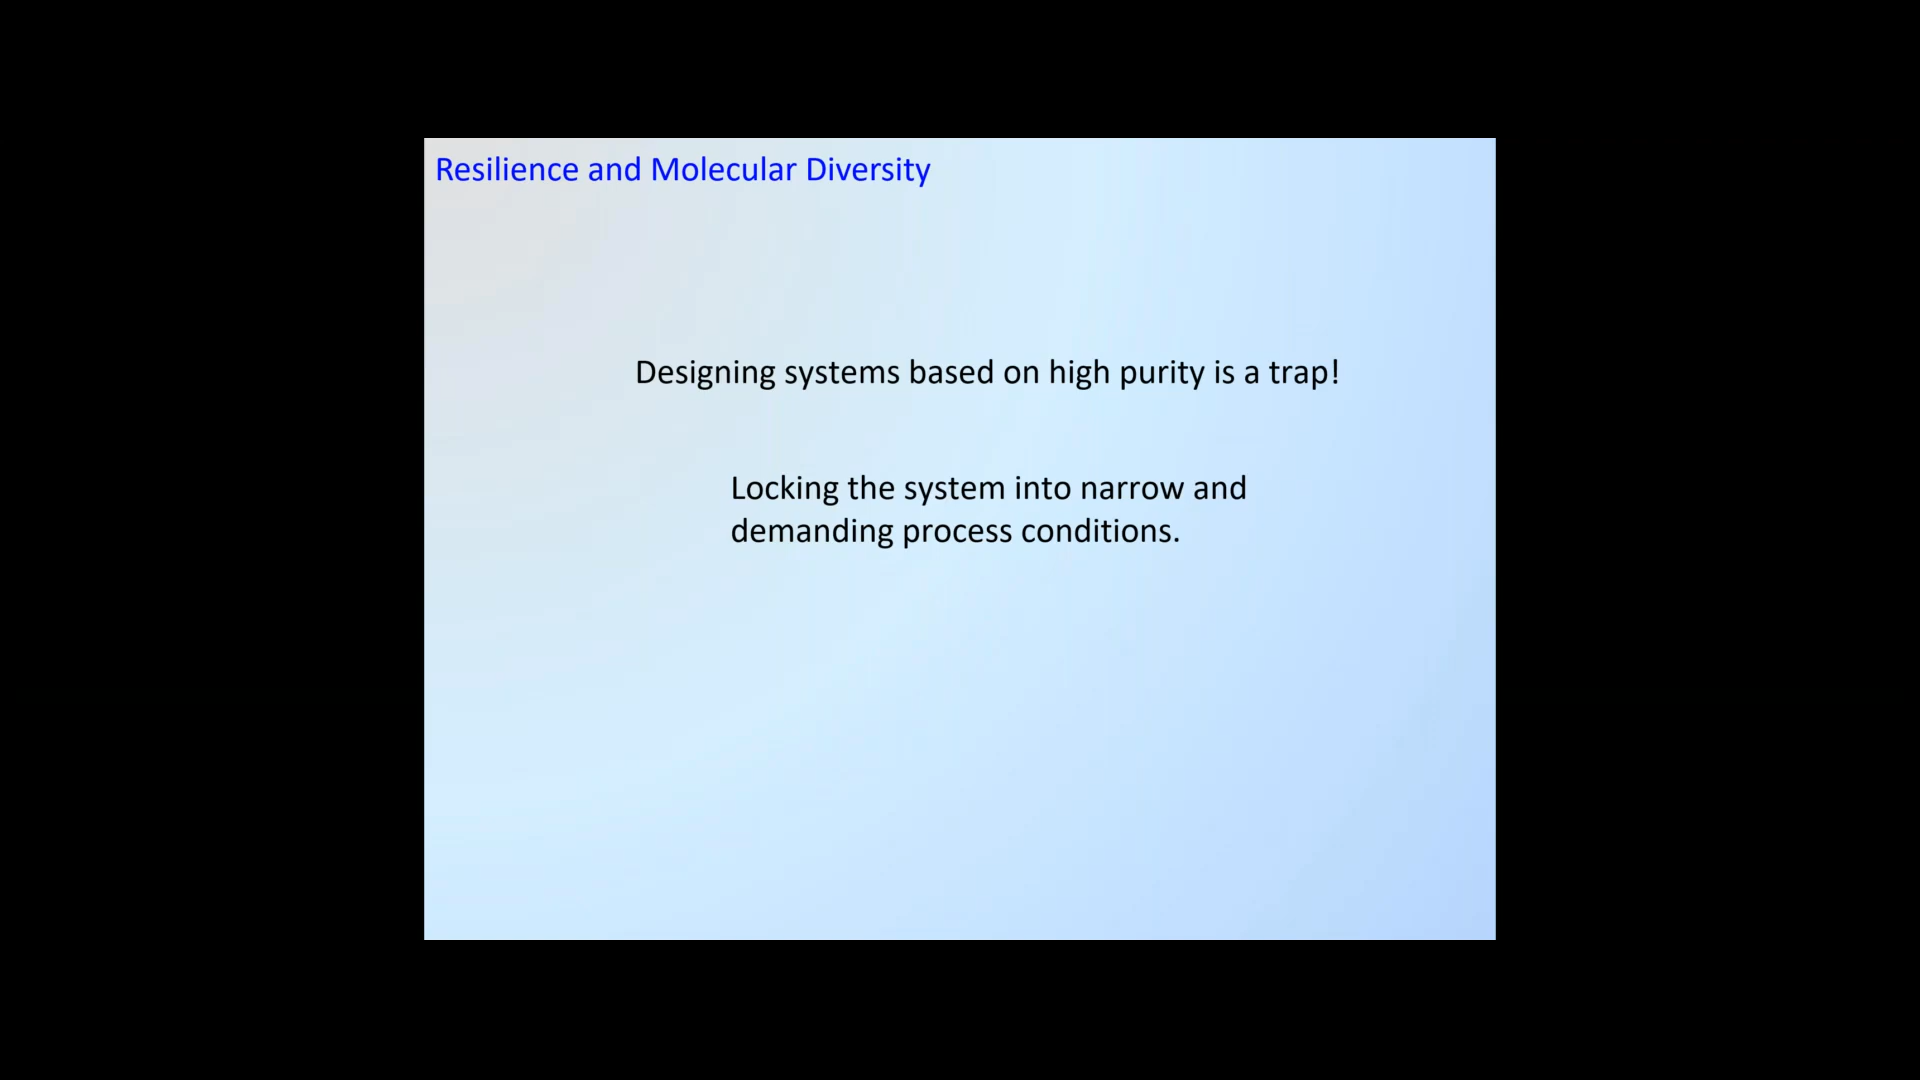 Resilience and Molecular Diversity
Designing systems based on high purity is a trap!
Locking the system into narrow and
demanding process conditions.